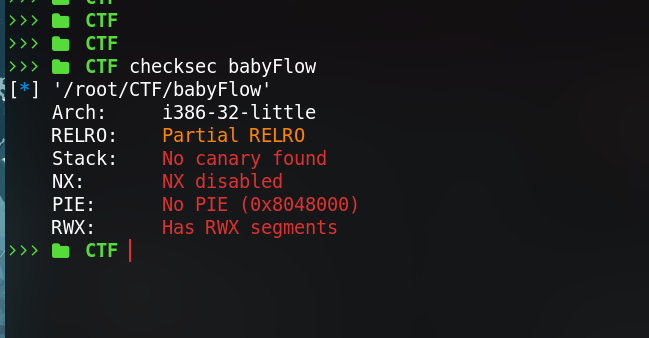 >>> CTF
>>> CTF
>>> CTF
>>> CTF checksec babyFlow
[*] '/root/CTF/babyFlow'
Arch: i386-32-little
RELRO: Partial RELRO
Stack: No canary found
NX: NX disabled
PIE: No PIE (0x8048000)
RWX: Has RWX segments
>>> CTF